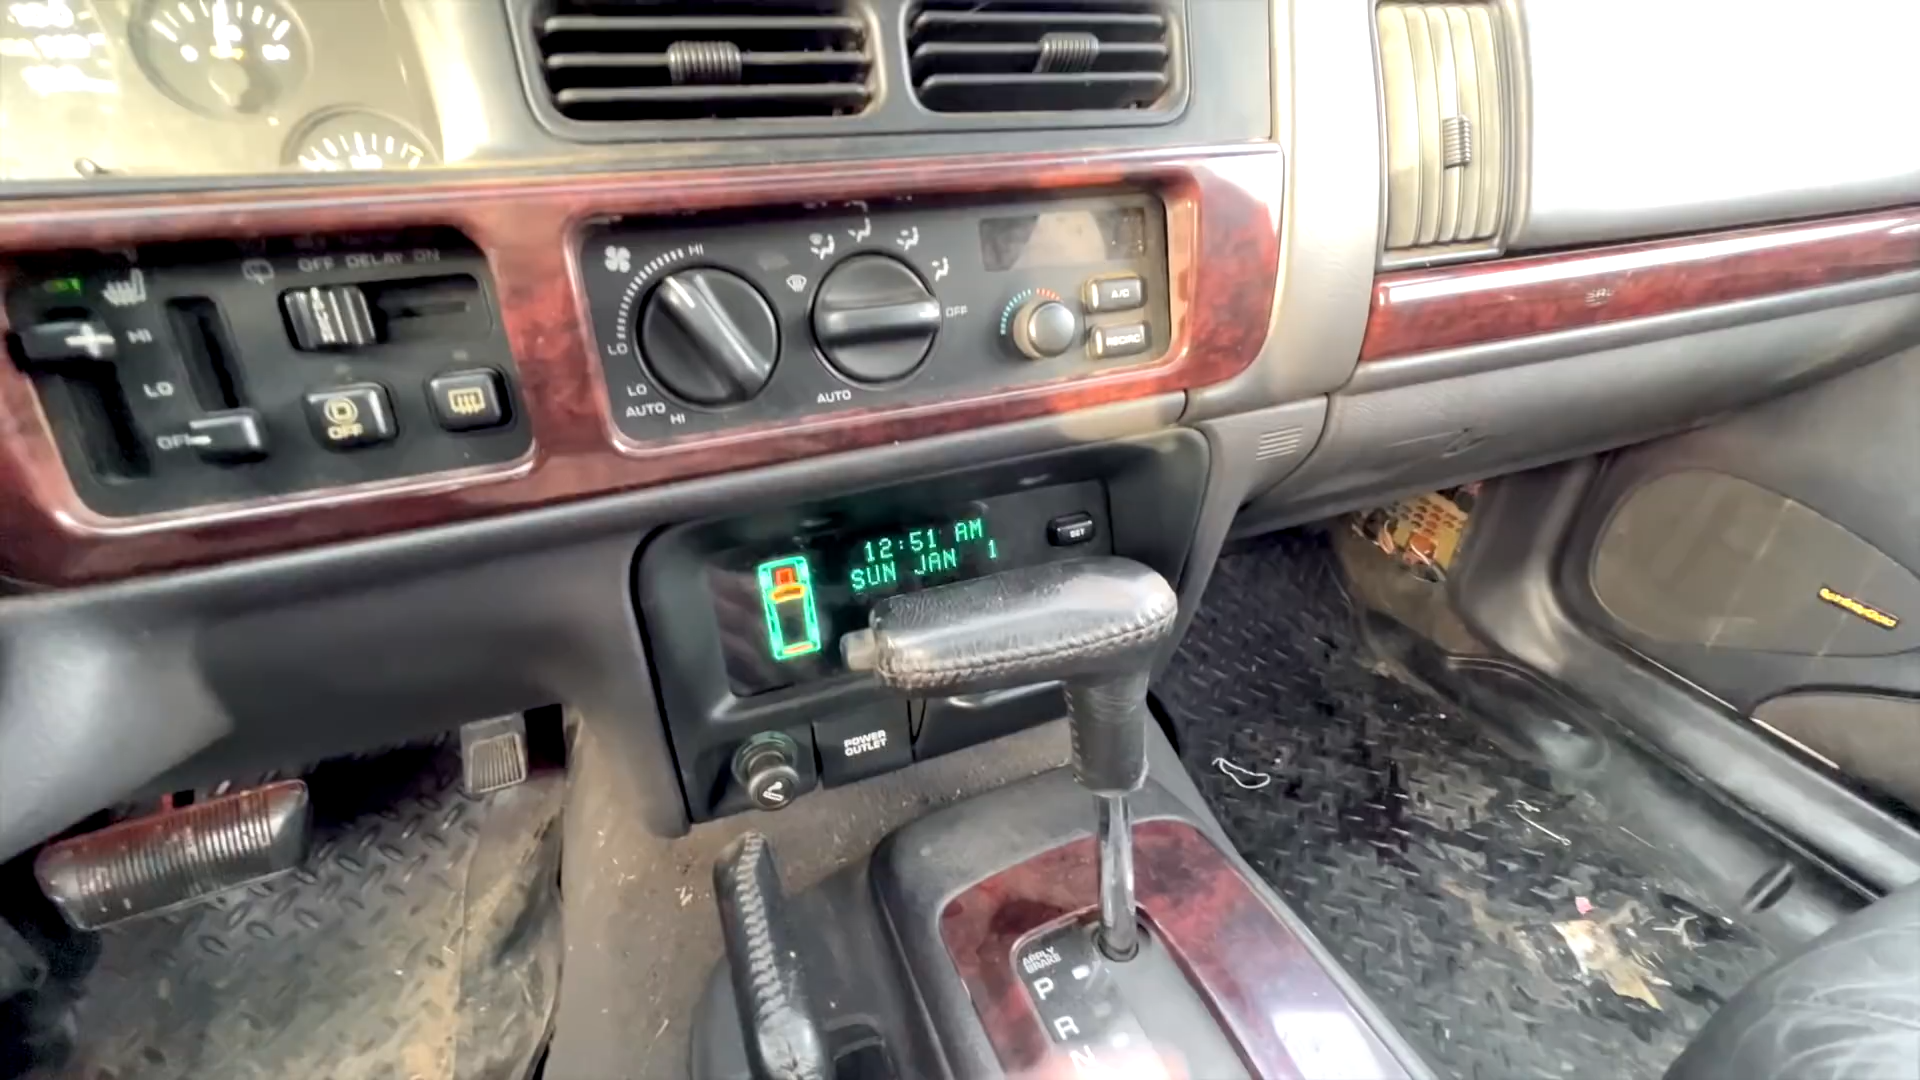 OFF DELAY ON
HI
LO
OFF
OFF
HI
LO
LO
AUTO
HI
OFF
AUTO
A/C
RECIRC
SRS
12:51 AM
SUN JAN 1
SET
POWER
OUTLET
APPLY
BRAKE
P
R
N